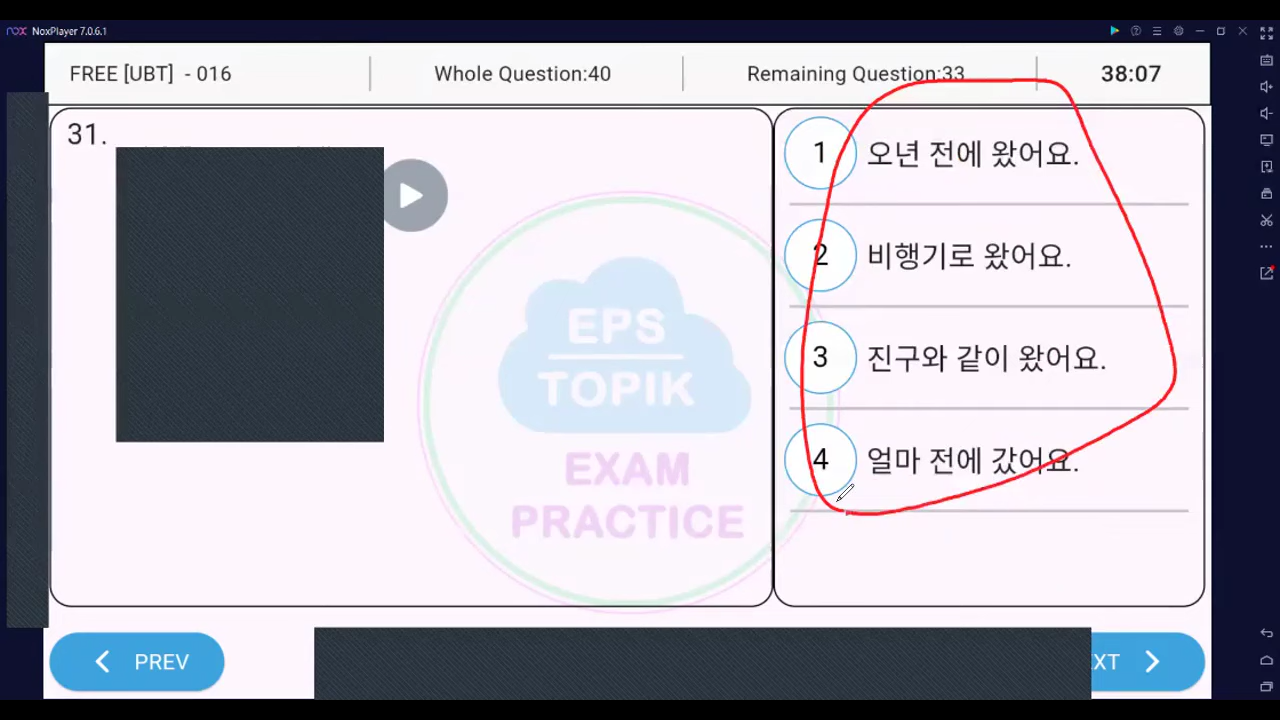 nox NoxPlayer 7.0.6.1
FREE [UBT] - 016
Whole Question:40
Remaining Question:33
38:07
31.
1 오년 전에 왔어요.
2 비행기로 왔어요.
3 진구와 같이 왔어요.
4 얼마 전에 갔어요.
EPS
TOPIK
EXAM
PRACTICE
PREV
EXT